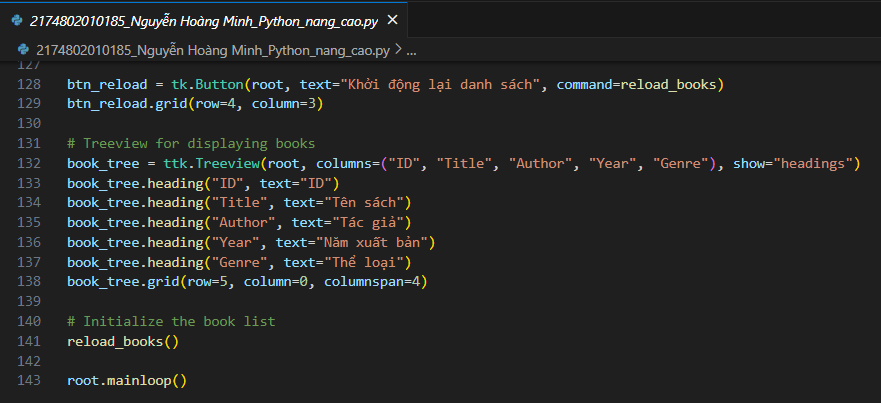 2174802010185_Nguyễn Hoàng Minh_Python_nang_cao.py
2174802010185_Nguyễn Hoàng Minh_Python_nang_cao.py > ...
127
128 btn_reload = tk.Button(root, text="Khởi động lại danh sách", command=reload_books)
129 btn_reload.grid(row=4, column=3)
130
131 # Treeview for displaying books
132 book_tree = ttk.Treeview(root, columns=("ID", "Title", "Author", "Year", "Genre"), show="headings")
133 book_tree.heading("ID", text="ID")
134 book_tree.heading("Title", text="Tên sách")
135 book_tree.heading("Author", text="Tác giả")
136 book_tree.heading("Year", text="Năm xuất bản")
137 book_tree.heading("Genre", text="Thể loại")
138 book_tree.grid(row=5, column=0, columnspan=4)
139
140 # Initialize the book list
141 reload_books()
142
143 root.mainloop()